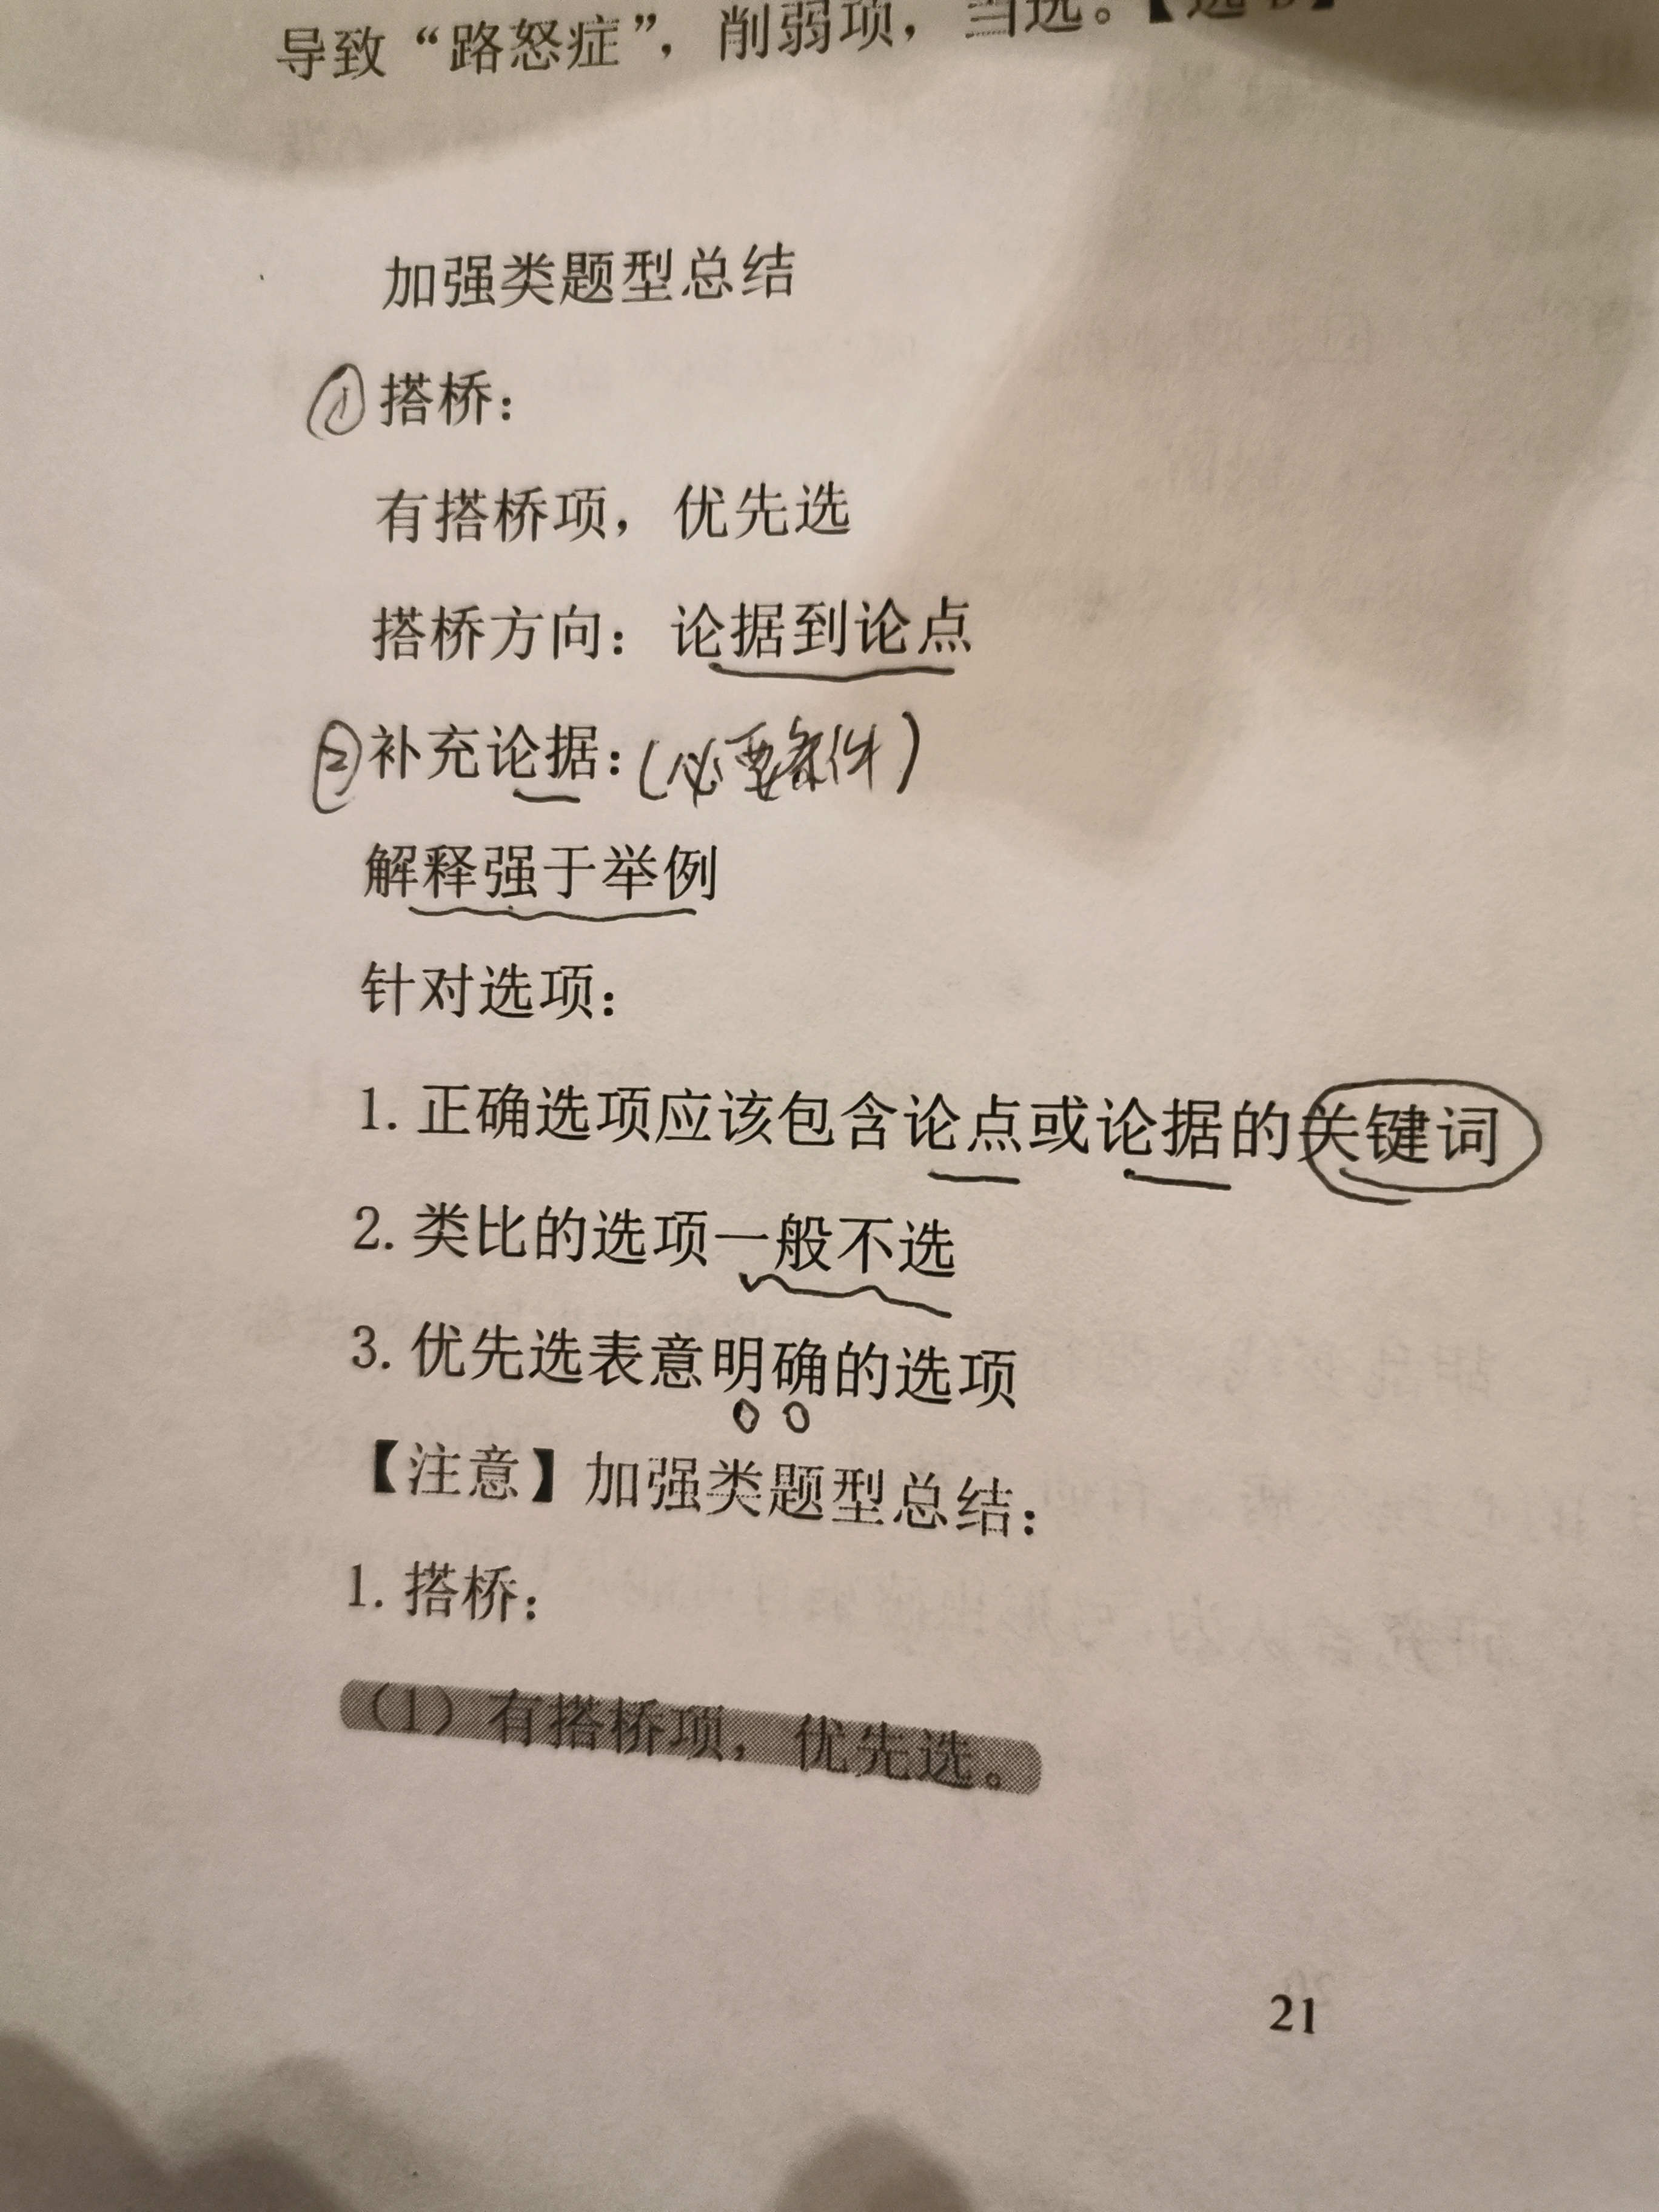 导致“路怒症”，削弱项，当选。【选B】
加强类题型总结
①搭桥：
有搭桥项，优先选
搭桥方向：论据到论点
②补充论据：(必要条件)
解释强于举例
针对选项：
1.正确选项应该包含论点或论据的关键词
2.类比的选项一般不选
3.优先选表意明确的选项
【注意】加强类题型总结：
1.搭桥：
（1）有搭桥项，优先选。
21